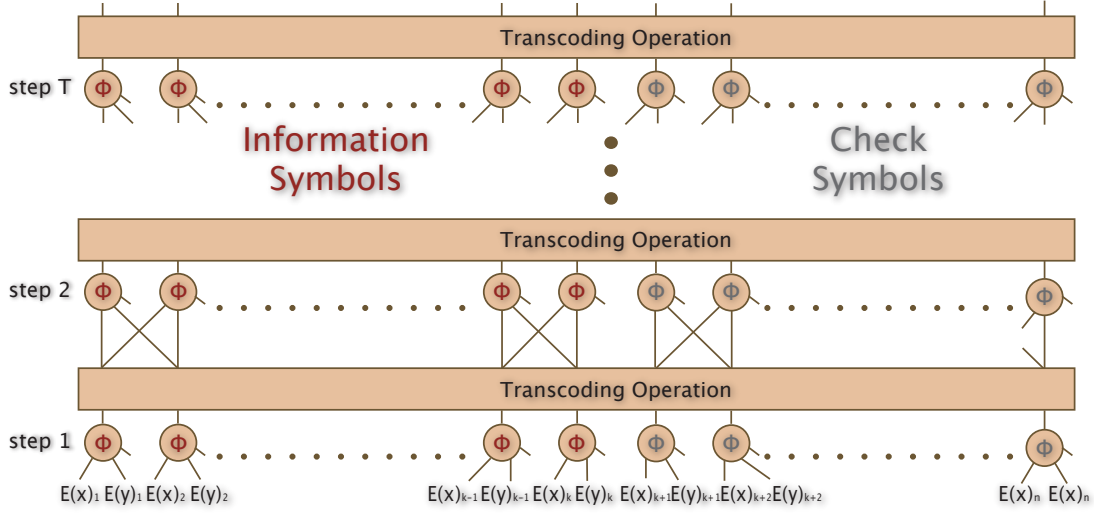 Transcoding Operation
step T Φ Φ Φ Φ Φ Φ Φ
Information
Symbols
Check
Symbols
Transcoding Operation
step 2 Φ Φ Φ Φ Φ Φ Φ
Transcoding Operation
step 1 Φ Φ Φ Φ Φ Φ Φ
E(x)₁ E(y)₁ E(x)₂ E(y)₂ E(x)ₖ₋₁ E(y)ₖ₋₁ E(x)ₖ E(y)ₖ E(x)ₖ₊₁ E(y)ₖ₊₁ E(x)ₖ₊₂ E(y)ₖ₊₂ E(x)ₙ E(x)ₙ